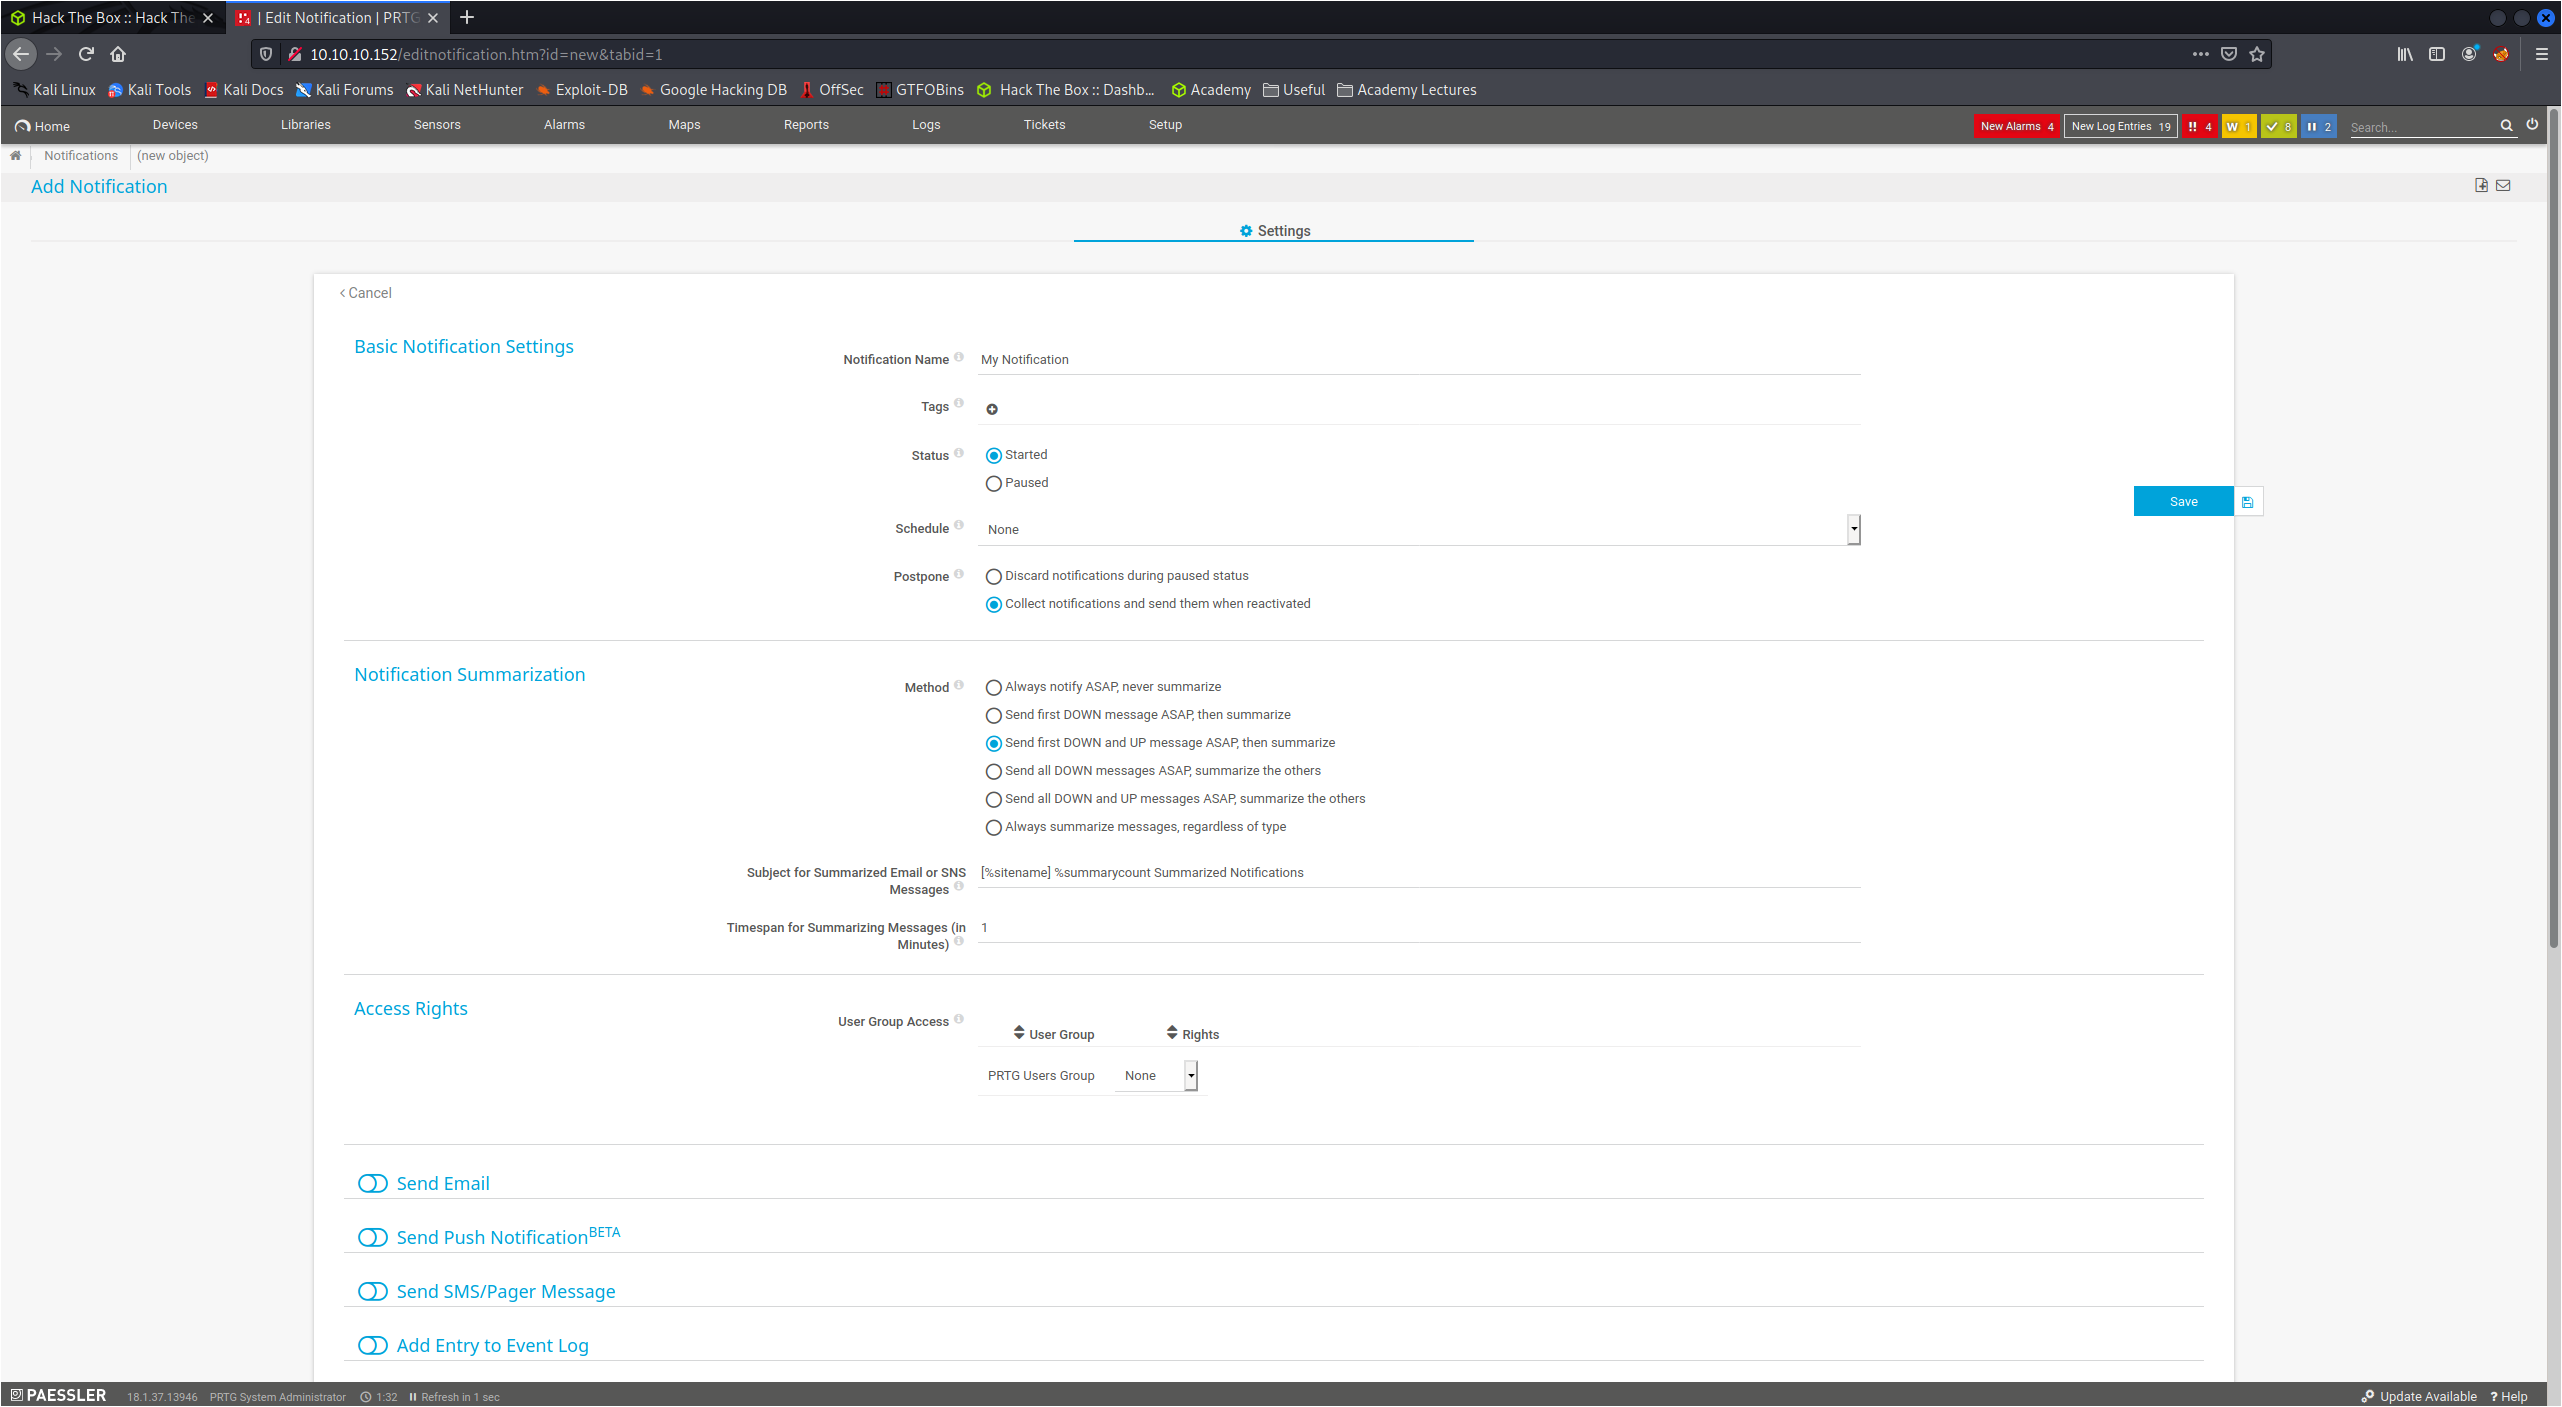 Hack The Box :: Hack The
| Edit Notification | PRTG
10.10.10.152/editnotification.htm?id=new&tabid=1
Kali Linux Kali Tools Kali Docs Kali Forums Kali NetHunter Exploit-DB Google Hacking DB OffSec GTFOBins Hack The Box :: Dashb... Academy Useful Academy Lectures
Home Devices Libraries Sensors Alarms Maps Reports Logs Tickets Setup New Alarms 4 New Log Entries 19 !! 4 W 1 8 2 Search...
Notifications (new object)
Add Notification
Settings
< Cancel
Basic Notification Settings
Notification Name My Notification
Tags
Status Started
Paused
Save
Schedule None
Postpone Discard notifications during paused status
Collect notifications and send them when reactivated
Notification Summarization
Method Always notify ASAP, never summarize
Send first DOWN message ASAP, then summarize
Send first DOWN and UP message ASAP, then summarize
Send all DOWN messages ASAP, summarize the others
Send all DOWN and UP messages ASAP, summarize the others
Always summarize messages, regardless of type
Subject for Summarized Email or SNS [%sitename] %summarycount Summarized Notifications
Messages
Timespan for Summarizing Messages (in 1
Minutes)
Access Rights
User Group Access
User Group Rights
PRTG Users Group None
Send Email
Send Push Notification BETA
Send SMS/Pager Message
Add Entry to Event Log
PAESSLER 18.1.37.13946 PRTG System Administrator 1:32 Refresh in 1 sec Update Available ? Help